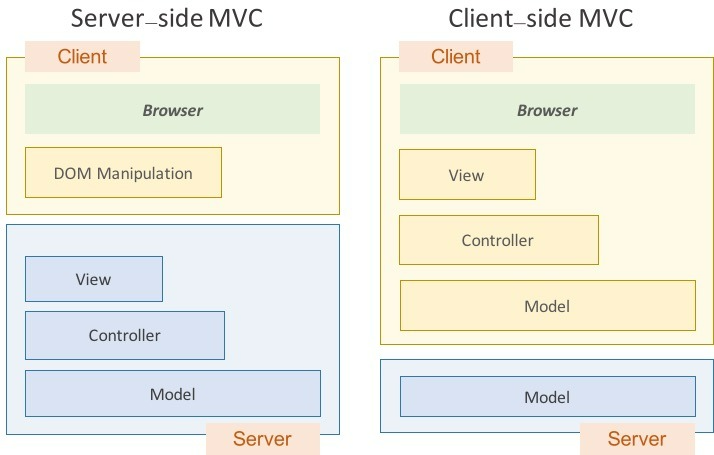 Server–side MVC
Client
Browser
DOM Manipulation
View
Controller
Model
Server
Client–side MVC
Client
Browser
View
Controller
Model
Model
Server